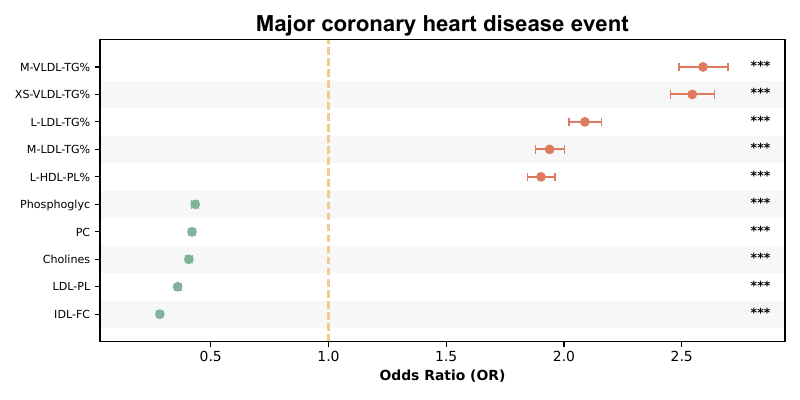 Major coronary heart disease event
M-VLDL-TG% ***
XS-VLDL-TG% ***
L-LDL-TG% ***
M-LDL-TG% ***
L-HDL-PL% ***
Phosphoglyc ***
PC ***
Cholines ***
LDL-PL ***
IDL-FC ***
0.5 1.0 1.5 2.0 2.5
Odds Ratio (OR)